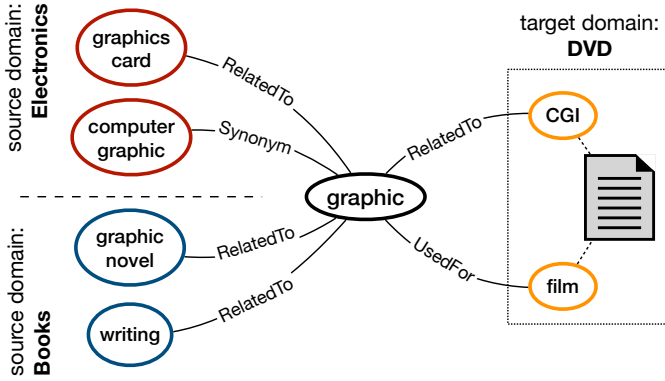 source domain:
Electronics
graphics
card
RelatedTo
computer
graphic
Synonym
source domain:
Books
graphic
novel
RelatedTo
writing
RelatedTo
graphic
target domain:
DVD
RelatedTo
CGI
UsedFor
film